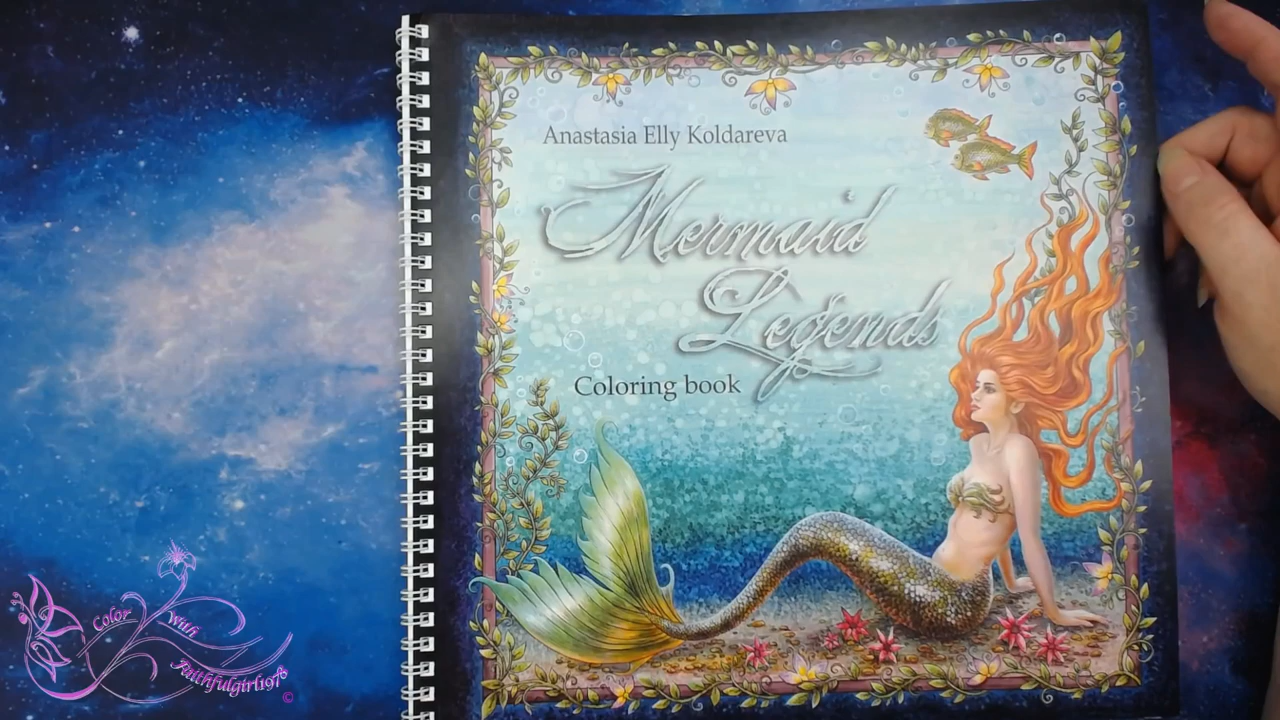 Anastasia Elly Koldareva
Mermaid
Legends
Coloring book
Color
With
Faithfulgirl1978
©